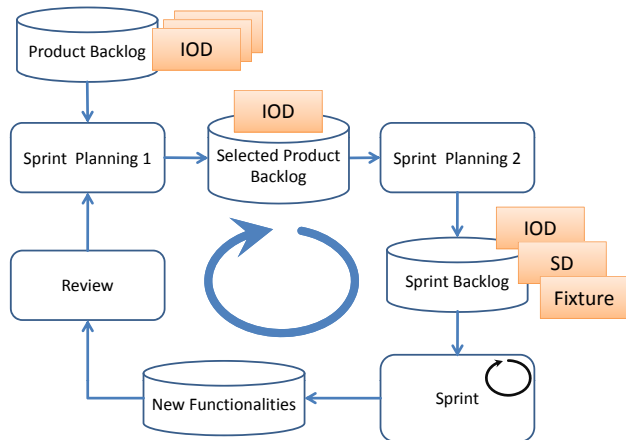 Product Backlog
IOD
IOD
Sprint Planning 1
Selected Product
Backlog
Sprint Planning 2
IOD
SD
Fixture
Review
Sprint Backlog
New Functionalities
Sprint